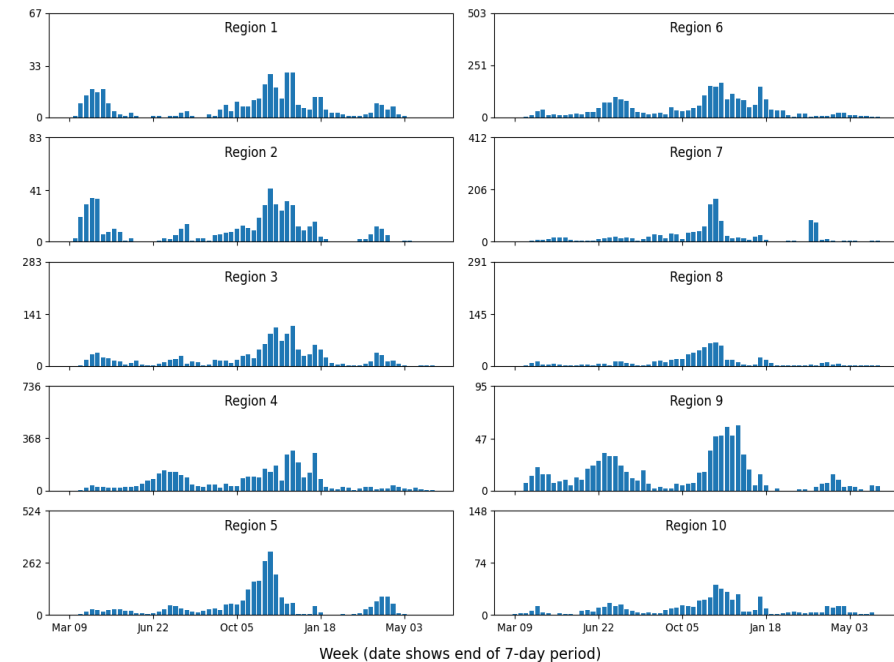 67
33
0
Region 1
503
251
0
Region 6
83
41
0
Region 2
412
206
0
Region 7
283
141
0
Region 3
291
145
0
Region 8
736
368
0
Region 4
95
47
0
Region 9
524
262
0
Region 5
148
74
0
Region 10
Mar 09 Jun 22 Oct 05 Jan 18 May 03
Mar 09 Jun 22 Oct 05 Jan 18 May 03
Week (date shows end of 7-day period)